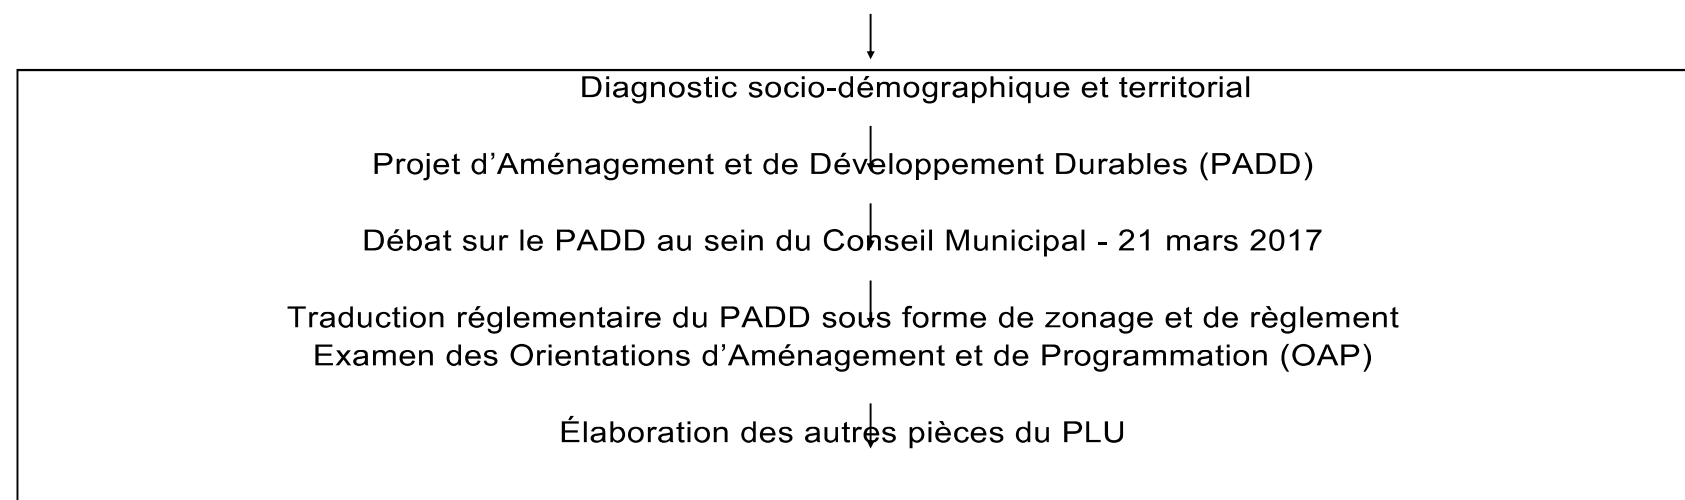 Diagnostic socio-démographique et territorial
Projet d’Aménagement et de Développement Durables (PADD)
Débat sur le PADD au sein du Conseil Municipal - 21 mars 2017
Traduction réglementaire du PADD sous forme de zonage et de règlement
Examen des Orientations d’Aménagement et de Programmation (OAP)
Élaboration des autres pièces du PLU